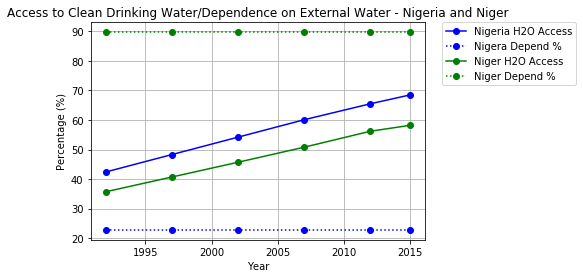 Access to Clean Drinking Water/Dependence on External Water - Nigeria and Niger
Nigeria H2O Access
Nigera Depend %
Niger H2O Access
Niger Depend %
Percentage (%)
90
80
70
60
50
40
30
20
1995
2000
2005
2010
2015
Year